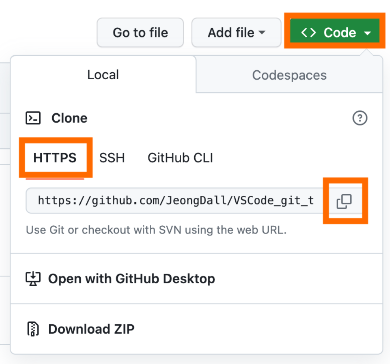 Go to file
Add file
<> Code
Local
Codespaces
Clone
HTTPS
SSH
GitHub CLI
https://github.com/JeongDall/VSCode_git_t
Use Git or checkout with SVN using the web URL.
Open with GitHub Desktop
Download ZIP